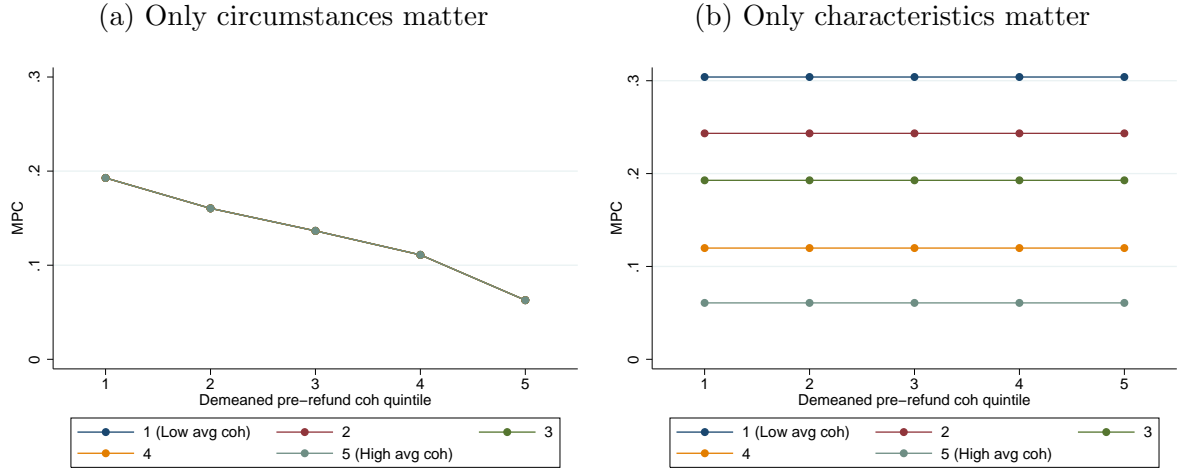 (a) Only circumstances matter
MPC
.3
.2
.1
0
1 2 3 4 5
Demeaned pre-refund coh quintile
1 (Low avg coh) 2 3
4 5 (High avg coh)
(b) Only characteristics matter
MPC
.3
.2
.1
0
1 2 3 4 5
Demeaned pre-refund coh quintile
1 (Low avg coh) 2 3
4 5 (High avg coh)